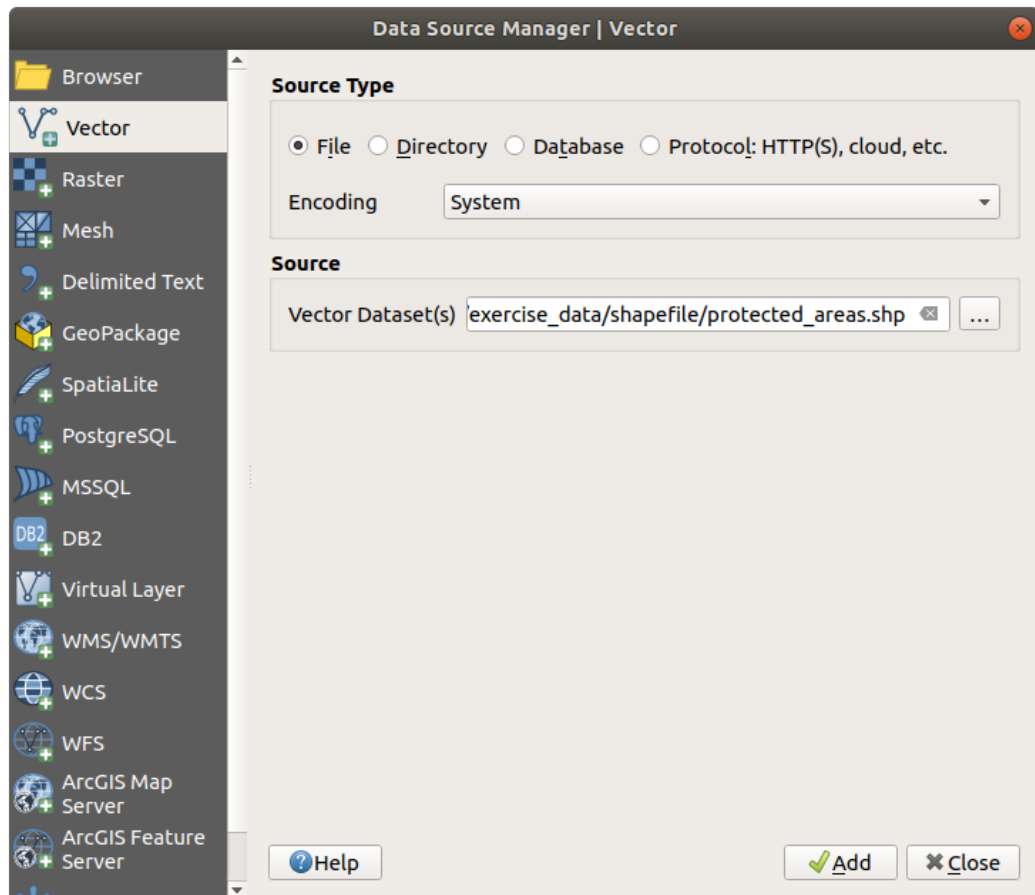 Data Source Manager | Vector
Browser
Vector
Raster
Mesh
Delimited Text
GeoPackage
SpatiaLite
PostgreSQL
MSSQL
DB2
DB2
Virtual Layer
WMS/WMTS
WCS
WFS
ArcGIS Map
Server
ArcGIS Feature
Server
Source Type
File Directory Database Protocol: HTTP(S), cloud, etc.
Encoding System
Source
Vector Dataset(s) /exercise_data/shapefile/protected_areas.shp ...
Help Add Close